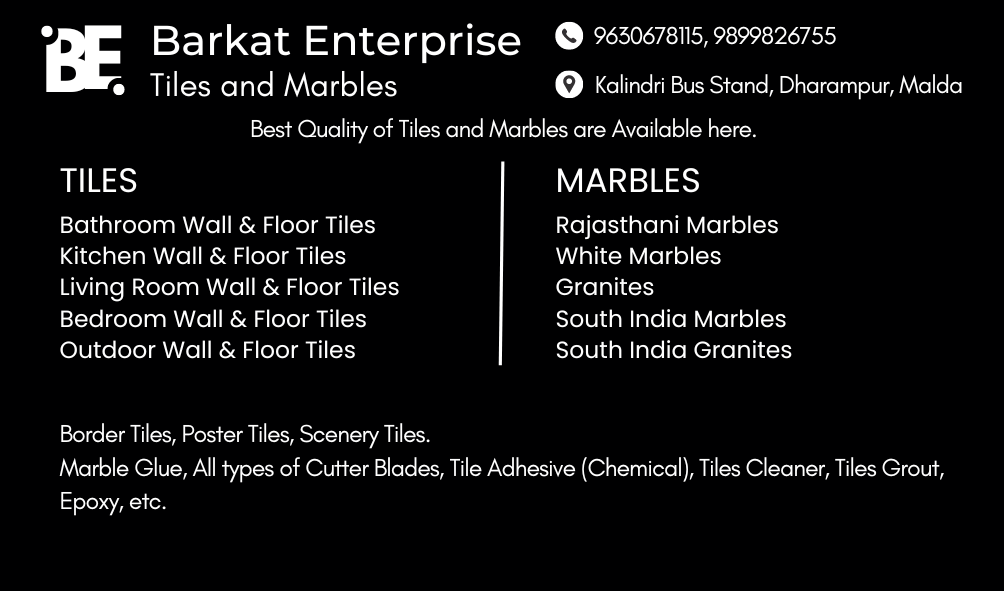 BE
Barkat Enterprise
Tiles and Marbles
9630678115, 9899826755
Kalindri Bus Stand, Dharampur, Malda
Best Quality of Tiles and Marbles are Available here.
TILES
Bathroom Wall & Floor Tiles
Kitchen Wall & Floor Tiles
Living Room Wall & Floor Tiles
Bedroom Wall & Floor Tiles
Outdoor Wall & Floor Tiles
MARBLES
Rajasthani Marbles
White Marbles
Granites
South India Marbles
South India Granites
Border Tiles, Poster Tiles, Scenery Tiles.
Marble Glue, All types of Cutter Blades, Tile Adhesive (Chemical), Tiles Cleaner, Tiles Grout,
Epoxy, etc.